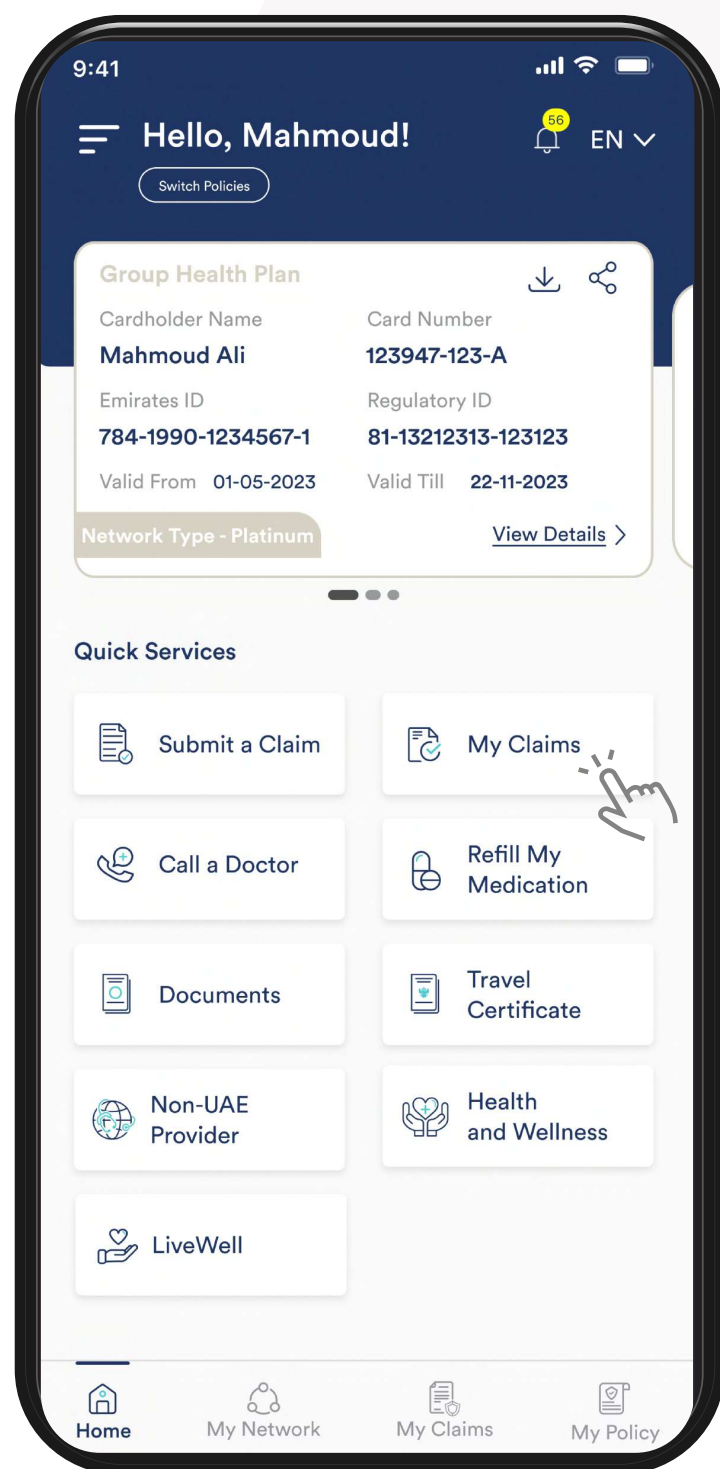 9:41
Hello, Mahmoud!
56
EN
Switch Policies
Group Health Plan
Cardholder Name
Card Number
Mahmoud Ali
123947-123-A
Emirates ID
Regulatory ID
784-1990-1234567-1
81-13212313-123123
Valid From 01-05-2023
Valid Till 22-11-2023
Network Type - Platinum
View Details
Quick Services
Submit a Claim
My Claims
Call a Doctor
Refill My
Medication
Documents
Travel
Certificate
Non-UAE
Provider
Health
and Wellness
LiveWell
Home
My Network
My Claims
My Policy